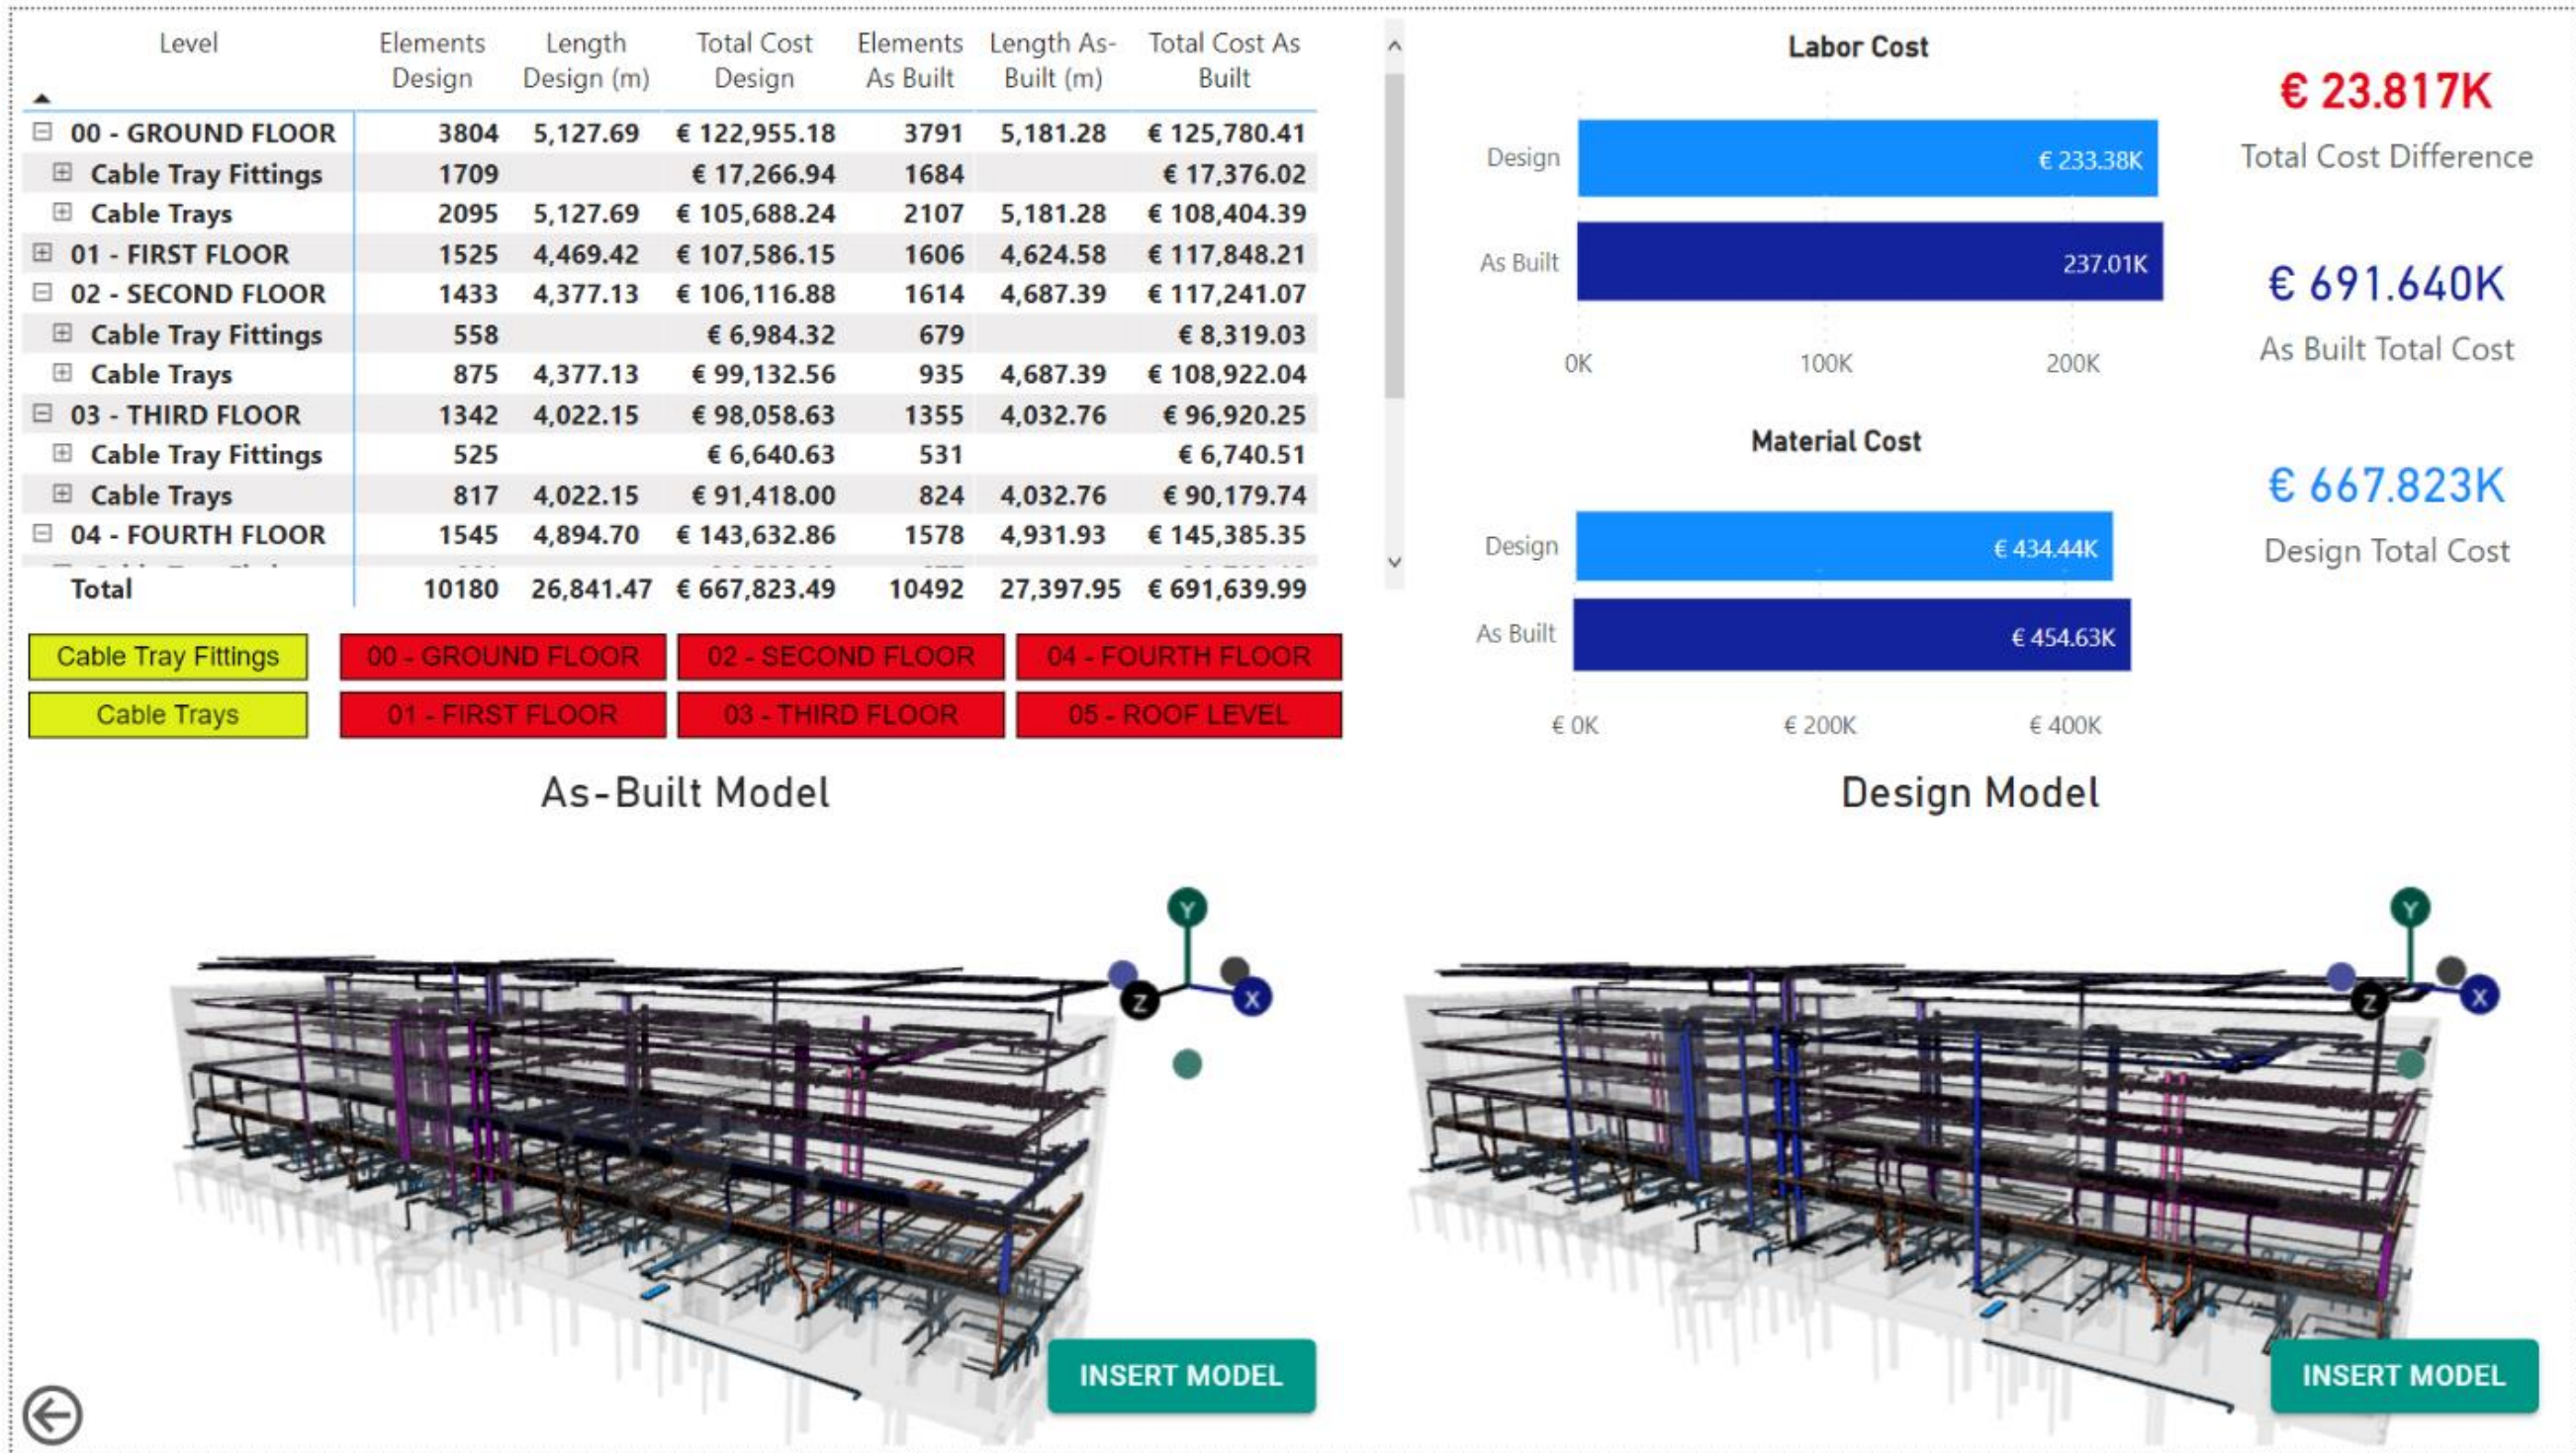 Level Elements Design Length Design (m) Total Cost Design Elements As Built Length As-Built (m) Total Cost As Built
00 - GROUND FLOOR 3804 5,127.69 € 122,955.18 3791 5,181.28 € 125,780.41
Cable Tray Fittings 1709 € 17,266.94 1684 € 17,376.02
Cable Trays 2095 5,127.69 € 105,688.24 2107 5,181.28 € 108,404.39
01 - FIRST FLOOR 1525 4,469.42 € 107,586.15 1606 4,624.58 € 117,848.21
02 - SECOND FLOOR 1433 4,377.13 € 106,116.88 1614 4,687.39 € 117,241.07
Cable Tray Fittings 558 € 6,984.32 679 € 8,319.03
Cable Trays 875 4,377.13 € 99,132.56 935 4,687.39 € 108,922.04
03 - THIRD FLOOR 1342 4,022.15 € 98,058.63 1355 4,032.76 € 96,920.25
Cable Tray Fittings 525 € 6,640.63 531 € 6,740.51
Cable Trays 817 4,022.15 € 91,418.00 824 4,032.76 € 90,179.74
04 - FOURTH FLOOR 1545 4,894.70 € 143,632.86 1578 4,931.93 € 145,385.35
Total 10180 26,841.47 € 667,823.49 10492 27,397.95 € 691,639.99
Cable Tray Fittings 00 - GROUND FLOOR 02 - SECOND FLOOR 04 - FOURTH FLOOR
Cable Trays 01 - FIRST FLOOR 03 - THIRD FLOOR 05 - ROOF LEVEL
Labor Cost
Design € 233.38K
As Built 237.01K
0K 100K 200K
Material Cost
Design € 434.44K
As Built € 454.63K
€ 0K € 200K € 400K
€ 23.817K
Total Cost Difference
€ 691.640K
As Built Total Cost
€ 667.823K
Design Total Cost
As-Built Model
Y
Z X
INSERT MODEL
Design Model
Y
Z X
INSERT MODEL